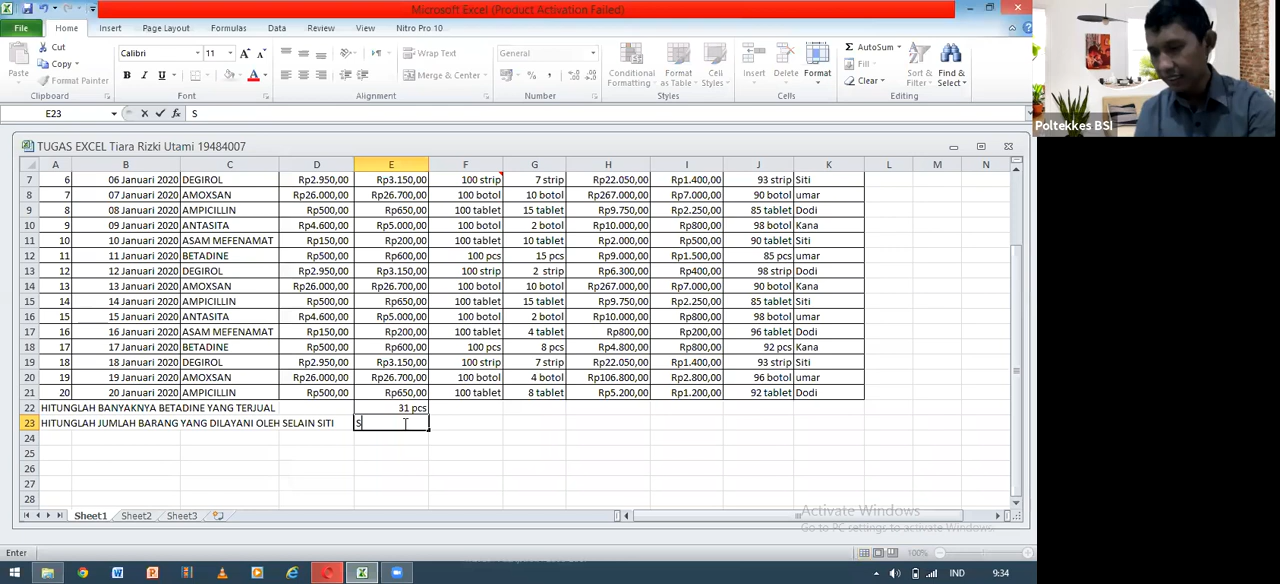 Microsoft Excel (Product Activation Failed)
File Home Insert Page Layout Formulas Data Review View Nitro Pro 10
Cut Calibri 11 Wrap Text General AutoSum
Copy Fill
Paste Format Painter B I U Merge & Center % , Conditional Formatting Format as Table Cell Styles Insert Delete Format Clear Sort & Filter Find & Select
Clipboard Font Alignment Number Styles Cells Editing
E23 fx S
Poltekkes BSI
TUGAS EXCEL Tiara Rizki Utami 19484007
A B C D E F G H I J K L M N
7 6 06 Januari 2020 DEGIROL Rp2.950,00 Rp3.150,00 100 strip 7 strip Rp22.050,00 Rp1.400,00 93 strip Siti
8 7 07 Januari 2020 AMOXSAN Rp26.000,00 Rp26.700,00 100 botol 10 botol Rp267.000,00 Rp7.000,00 90 botol umar
9 8 08 Januari 2020 AMPICILLIN Rp500,00 Rp650,00 100 tablet 15 tablet Rp9.750,00 Rp2.250,00 85 tablet Dodi
10 9 09 Januari 2020 ANTASITA Rp4.600,00 Rp5.000,00 100 botol 2 botol Rp10.000,00 Rp800,00 98 botol Kana
11 10 10 Januari 2020 ASAM MEFENAMAT Rp150,00 Rp200,00 100 tablet 10 tablet Rp2.000,00 Rp500,00 90 tablet Siti
12 11 11 Januari 2020 BETADINE Rp500,00 Rp600,00 100 pcs 15 pcs Rp9.000,00 Rp1.500,00 85 pcs umar
13 12 12 Januari 2020 DEGIROL Rp2.950,00 Rp3.150,00 100 strip 2 strip Rp6.300,00 Rp400,00 98 strip Dodi
14 13 13 Januari 2020 AMOXSAN Rp26.000,00 Rp26.700,00 100 botol 10 botol Rp267.000,00 Rp7.000,00 90 botol Kana
15 14 14 Januari 2020 AMPICILLIN Rp500,00 Rp650,00 100 tablet 15 tablet Rp9.750,00 Rp2.250,00 85 tablet Siti
16 15 15 Januari 2020 ANTASITA Rp4.600,00 Rp5.000,00 100 botol 2 botol Rp10.000,00 Rp800,00 98 botol umar
17 16 16 Januari 2020 ASAM MEFENAMAT Rp150,00 Rp200,00 100 tablet 4 tablet Rp800,00 Rp200,00 96 tablet Dodi
18 17 17 Januari 2020 BETADINE Rp500,00 Rp600,00 100 pcs 8 pcs Rp4.800,00 Rp800,00 92 pcs Kana
19 18 18 Januari 2020 DEGIROL Rp2.950,00 Rp3.150,00 100 strip 7 strip Rp22.050,00 Rp1.400,00 93 strip Siti
20 19 19 Januari 2020 AMOXSAN Rp26.000,00 Rp26.700,00 100 botol 4 botol Rp106.800,00 Rp2.800,00 96 botol umar
21 20 20 Januari 2020 AMPICILLIN Rp500,00 Rp650,00 100 tablet 8 tablet Rp5.200,00 Rp1.200,00 92 tablet Dodi
22 HITUNGLAH BANYAKNYA BETADINE YANG TERJUAL 31 pcs
23 HITUNGLAH JUMLAH BARANG YANG DILAYANI OLEH SELAIN SITI S
24
25
26
27
28
Activate Windows
Go to PC settings to activate Windows.
Sheet1 Sheet2 Sheet3
Enter 100%
IND 9:34